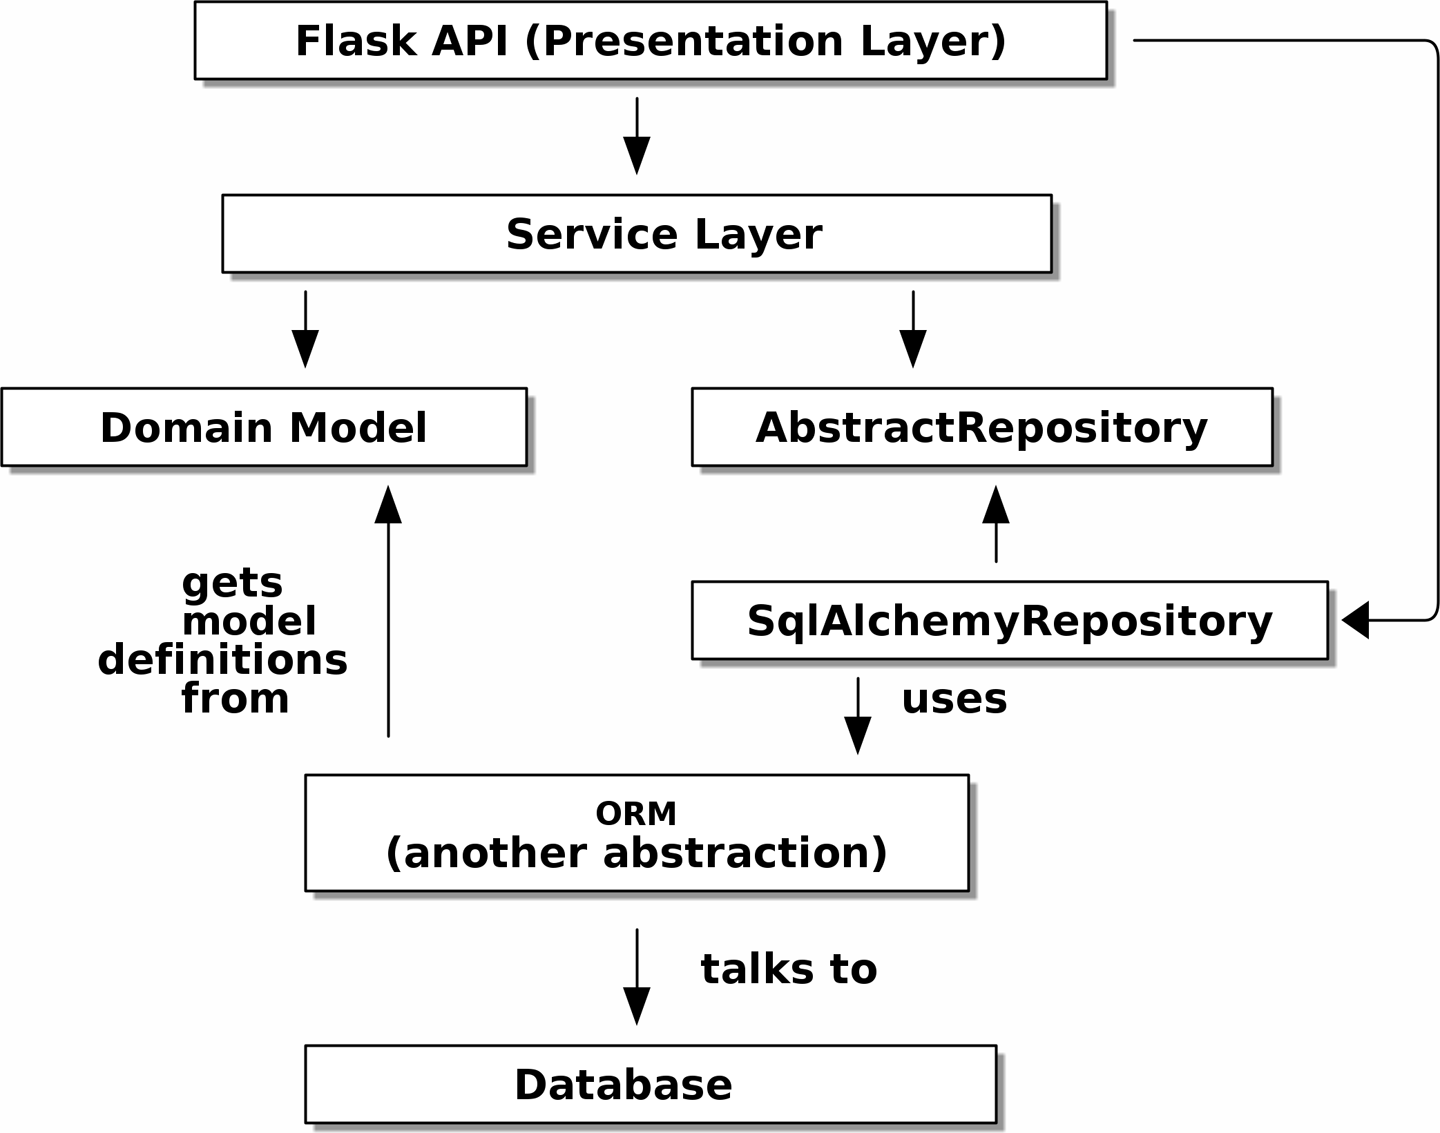 Flask API (Presentation Layer)
Service Layer
Domain Model
AbstractRepository
gets
model
definitions
from
SqlAlchemyRepository
uses
ORM
(another abstraction)
talks to
Database